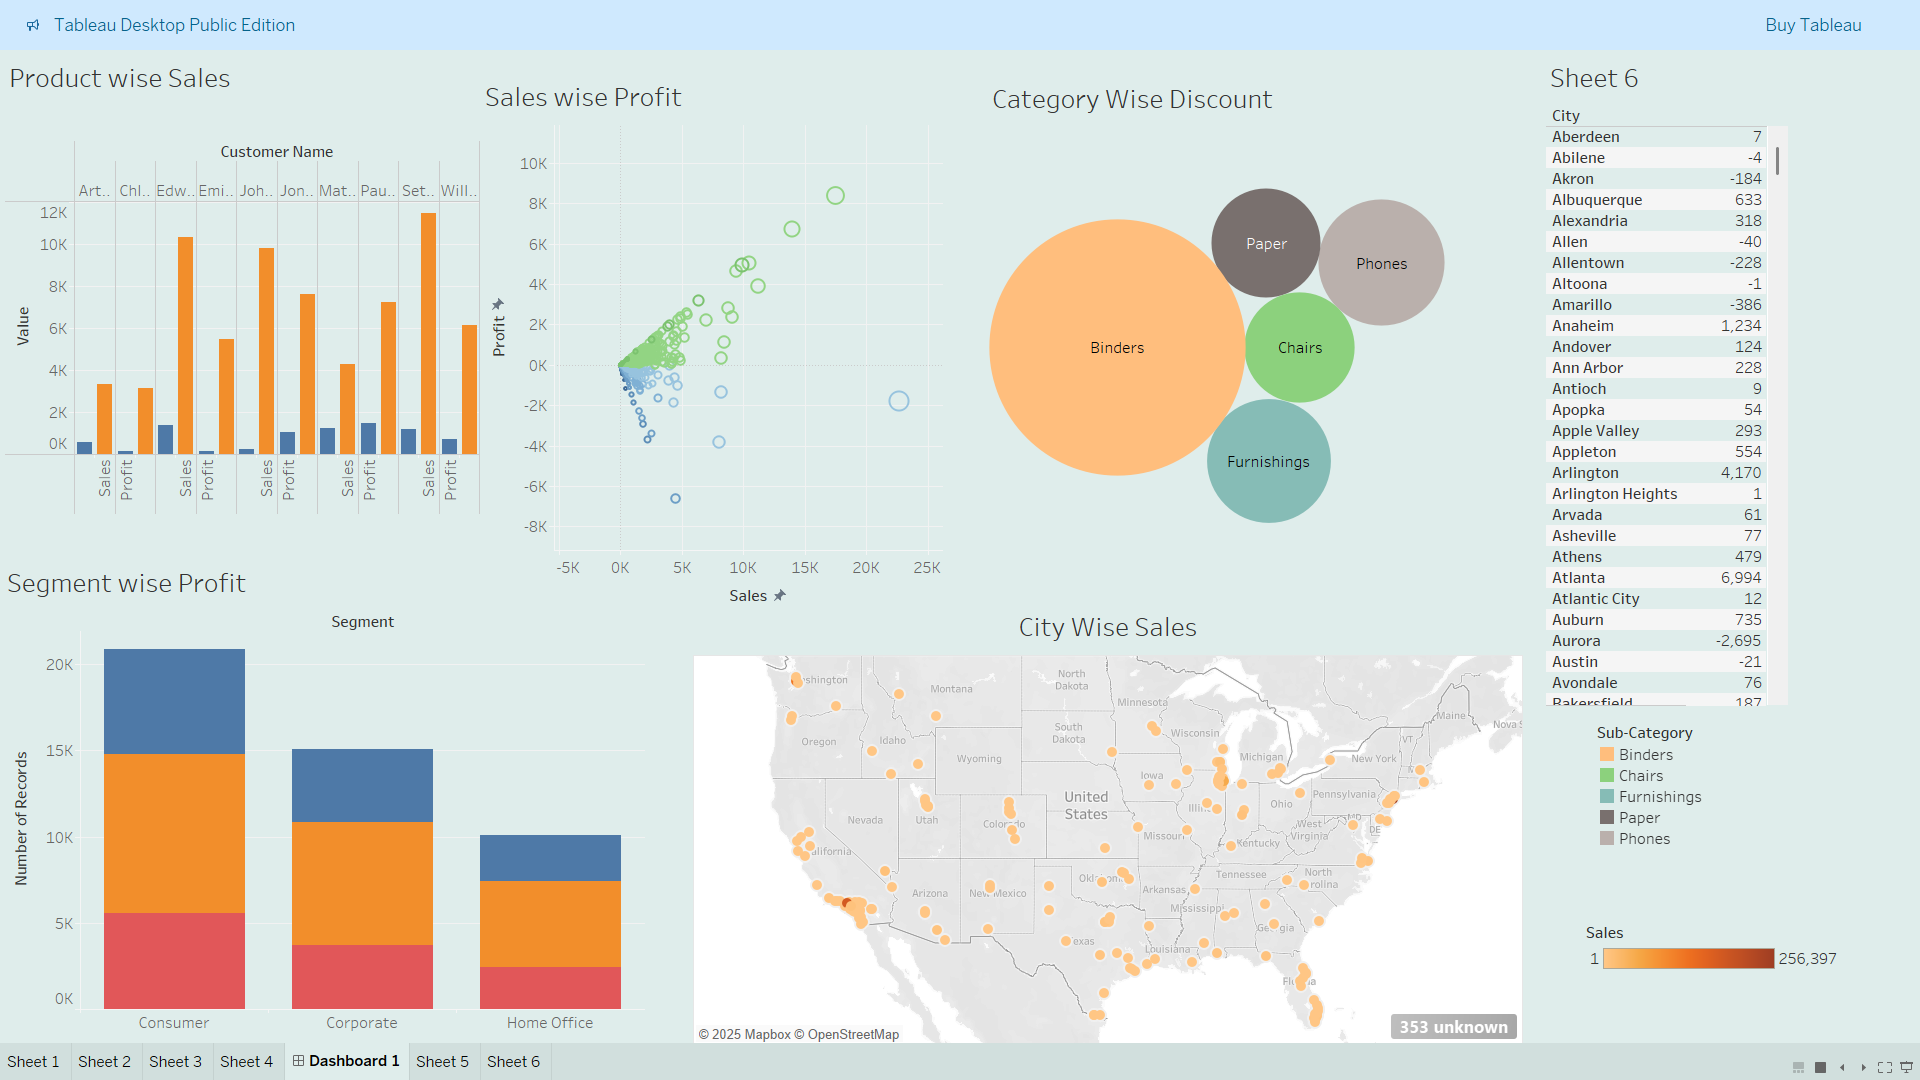 Tableau Desktop Public Edition
Buy Tableau
Product wise Sales
Customer Name
Art.. Chl.. Edw.. Emi.. Joh.. Jon.. Mat.. Pau.. Set.. Will..
Value
12K
10K
8K
6K
4K
2K
0K
Sales Profit Sales Profit Sales Profit Sales Profit Sales Profit
Sales wise Profit
Profit
10K
8K
6K
4K
2K
0K
-2K
-4K
-6K
-8K
-5K 0K 5K 10K 15K 20K 25K
Sales
Category Wise Discount
Binders
Paper
Phones
Chairs
Furnishings
Sheet 6
City
Aberdeen 7
Abilene -4
Akron -184
Albuquerque 633
Alexandria 318
Allen -40
Allentown -228
Altoona -1
Amarillo -386
Anaheim 1,234
Andover 124
Ann Arbor 228
Antioch 9
Apopka 54
Apple Valley 293
Appleton 554
Arlington 4,170
Arlington Heights 1
Arvada 61
Asheville 77
Athens 479
Atlanta 6,994
Atlantic City 12
Auburn 735
Aurora -2,695
Austin -21
Avondale 76
Bakersfield 187
Segment wise Profit
Segment
Number of Records
20K
15K
10K
5K
0K
Consumer Corporate Home Office
City Wise Sales
shington
Montana
North
Dakota
Minnesota
South
Dakota
Oregon
Idaho
Wyoming
Wisconsin
Michigan
Maine
Nova S
VT
New York
Iowa
Nevada
Utah
United
States
Ohio
Pennsylvania
MD
DE
West
Virginia
Missouri
Kentucky
alifornia
Arizona
New Mexico
Arkansas
Tennessee
North
rolina
Mississippi
exas
Louisiana
© 2025 Mapbox © OpenStreetMap
353 unknown
Sub-Category
Binders
Chairs
Furnishings
Paper
Phones
Sales
1 256,397
Sheet 1 Sheet 2 Sheet 3 Sheet 4 Dashboard 1 Sheet 5 Sheet 6